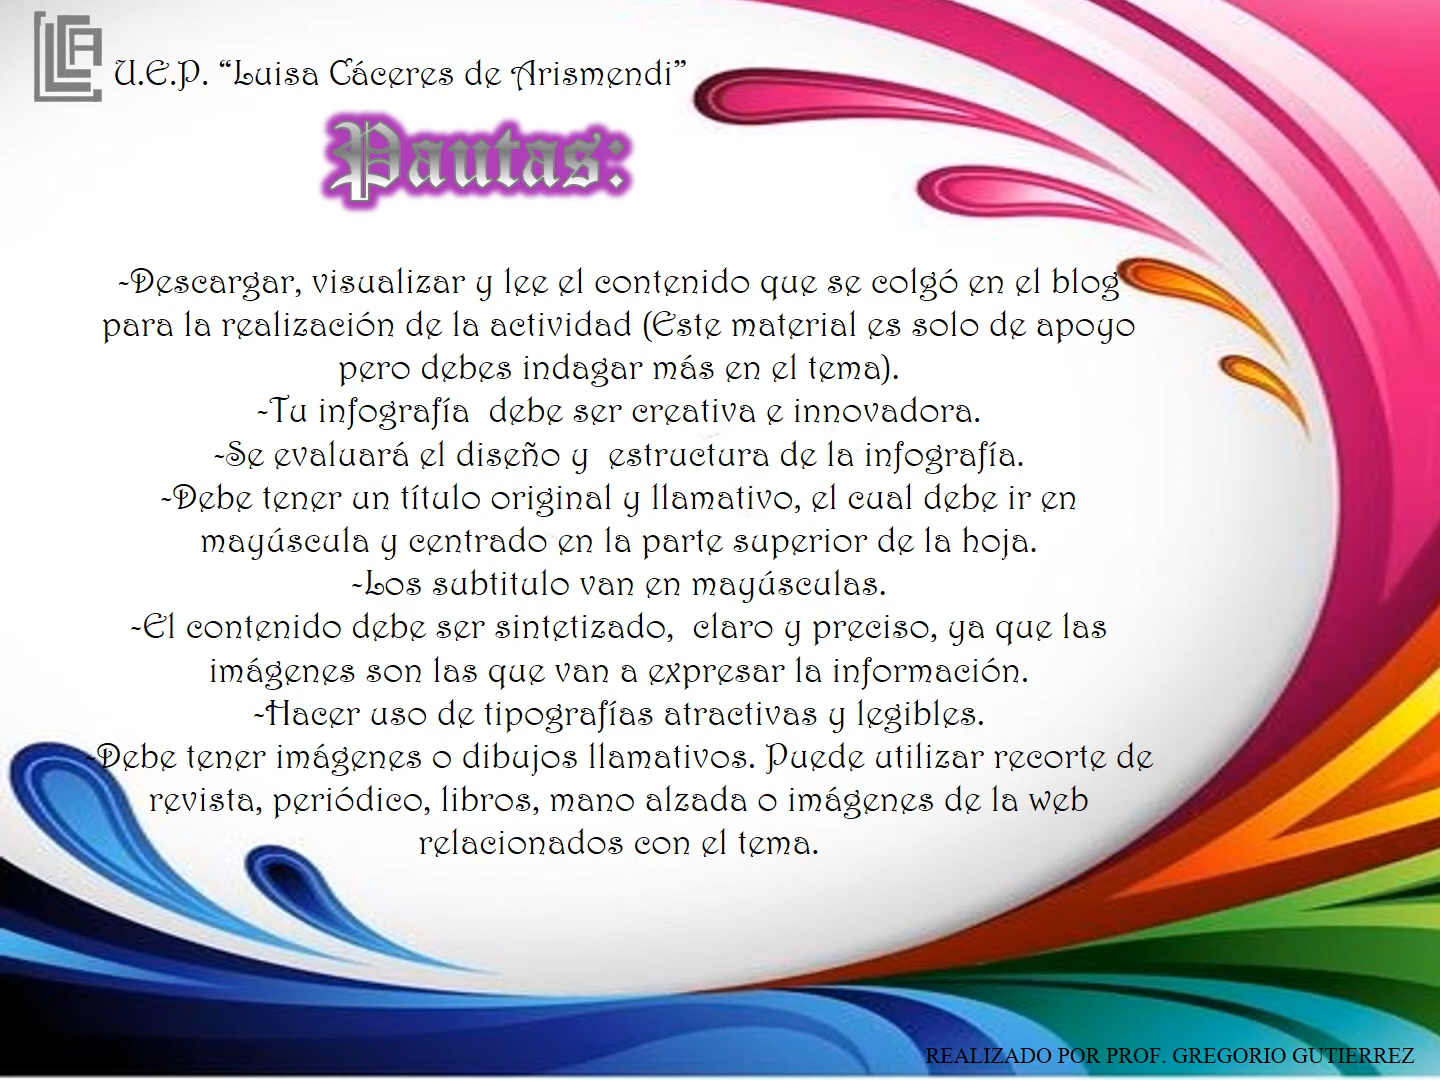 LLA
U.E.P. “Luisa Cáceres de Arismendi”
Pautas:
-Descargar, visualizar y lee el contenido que se colgó en el blog
para la realización de la actividad (Este material es solo de apoyo
pero debes indagar más en el tema).
-Tu infografía  debe ser creativa e innovadora.
-Se evaluará el diseño y  estructura de la infografía.
-Debe tener un título original y llamativo, el cual debe ir en
mayúscula y centrado en la parte superior de la hoja.
-Los subtitulo van en mayúsculas.
-El contenido debe ser sintetizado,  claro y preciso, ya que las
imágenes son las que van a expresar la información.
-Hacer uso de tipografías atractivas y legibles.
-Debe tener imágenes o dibujos llamativos. Puede utilizar recorte de
revista, periódico, libros, mano alzada o imágenes de la web
relacionados con el tema.
REALIZADO POR PROF. GREGORIO GUTIERREZ